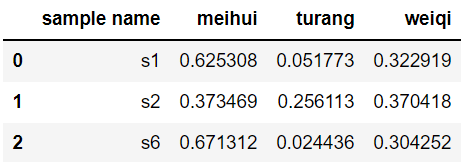 sample name meihui turang weiqi
0 s1 0.625308 0.051773 0.322919
1 s2 0.373469 0.256113 0.370418
2 s6 0.671312 0.024436 0.304252